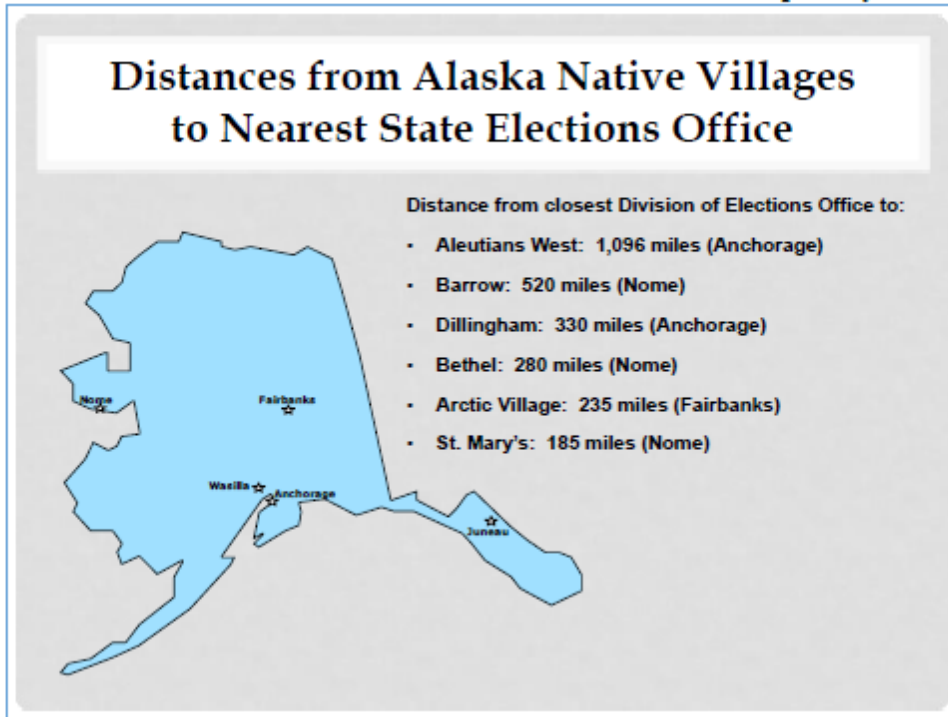 Distances from Alaska Native Villages
to Nearest State Elections Office
Distance from closest Division of Elections Office to:
• Aleutians West: 1,096 miles (Anchorage)
• Barrow: 520 miles (Nome)
• Dillingham: 330 miles (Anchorage)
• Bethel: 280 miles (Nome)
• Arctic Village: 235 miles (Fairbanks)
• St. Mary's: 185 miles (Nome)
Nome
Fairbanks
Wasilla
Anchorage
Juneau